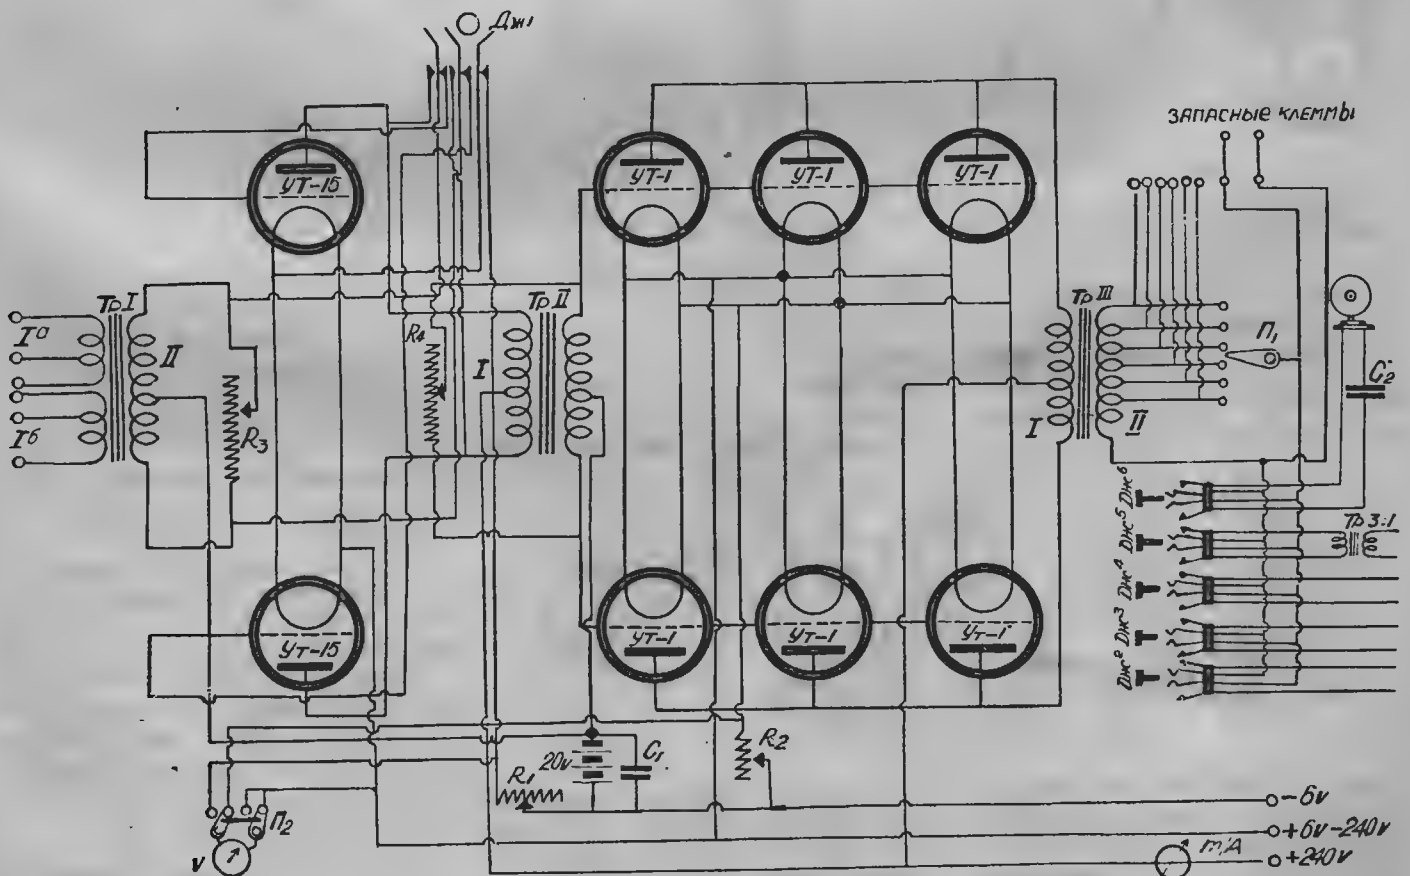 Дж1
ЗАПАСНЫЕ КЛЕММЫ
УТ-15
УТ-1
УТ-1
УТ-1
Тр I
Тр II
Тр III
Iа
II
R4
I
П1
С2
Iб
R3
I
II
Дж6
Дж5
Тр 3:1
Дж4
Дж3
Дж2
УТ-15
УТ-1
УТ-1
УТ-1
20v
C1
R2
R1
П2
V
-6v
+6v-240v
m/A
+240v